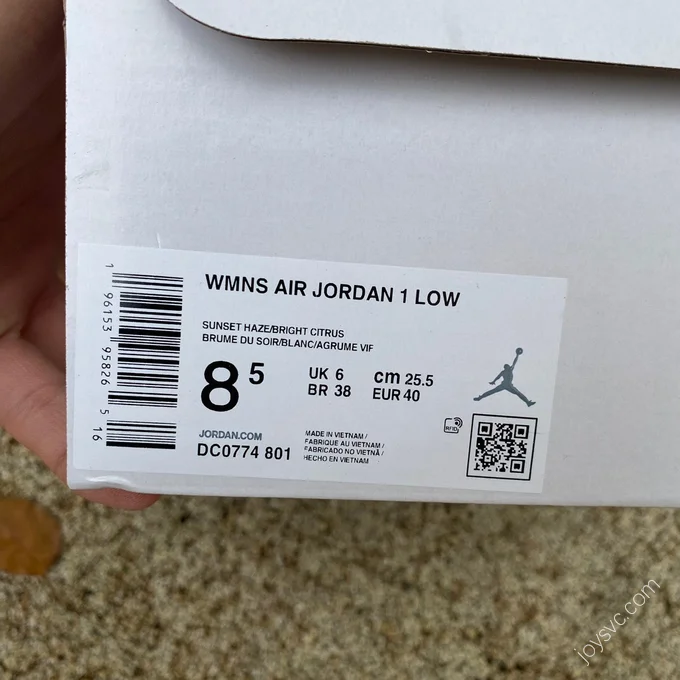 WMNS AIR JORDAN 1 LOW
SUNSET HAZE/BRIGHT CITRUS
BRUME DU SOIR/BLANC/AGRUME VIF
8 5
UK 6
BR 38
cm 25.5
EUR 40
JORDAN.COM
DC0774 801
MADE IN VIETNAM /
FABRIQUE AU VIETNAM /
FABRICADO NO VIETNÃ /
HECHO EN VIETNAM
RFID
1 96153 95826 5 16
joysvc.com